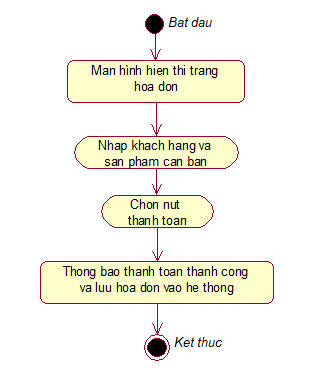 Bat dau
Man hình hien thi trang
hoa don
Nhap khach hang va
san pham can ban
Chon nut
thanh toan
Thong bao thanh toan thanh cong
va luu hoa don vao he thong
Ket thuc